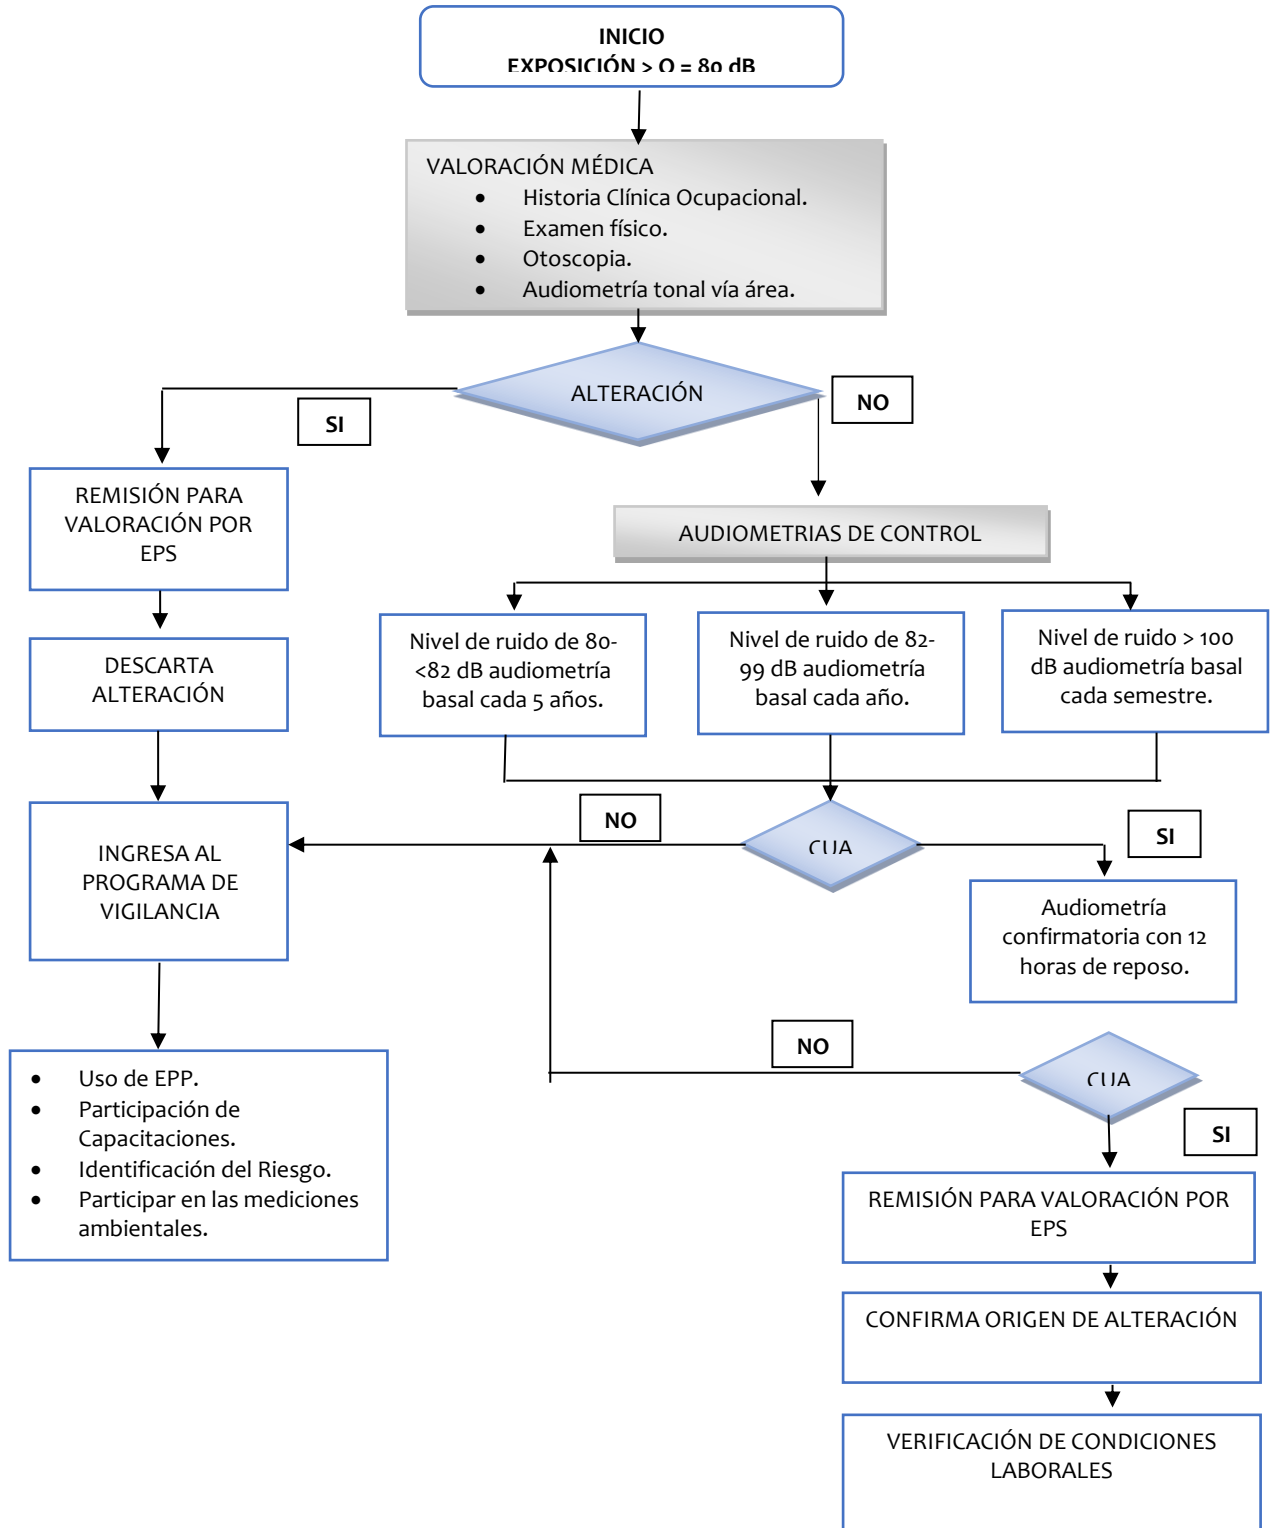 INICIO
EXPOSICIÓN > O = 80 dB
VALORACIÓN MÉDICA
• Historia Clínica Ocupacional.
• Examen físico.
• Otoscopia.
• Audiometría tonal vía área.
ALTERACIÓN
SI
NO
REMISIÓN PARA
VALORACIÓN POR
EPS
AUDIOMETRIAS DE CONTROL
DESCARTA
ALTERACIÓN
Nivel de ruido de 80-
<82 dB audiometría
basal cada 5 años.
Nivel de ruido de 82-
99 dB audiometría
basal cada año.
Nivel de ruido > 100
dB audiometría basal
cada semestre.
NO
CUA
SI
INGRESA AL
PROGRAMA DE
VIGILANCIA
Audiometría
confirmatoria con 12
horas de reposo.
NO
CUA
SI
• Uso de EPP.
• Participación de
Capacitaciones.
• Identificación del Riesgo.
• Participar en las mediciones
ambientales.
REMISIÓN PARA VALORACIÓN POR
EPS
CONFIRMA ORIGEN DE ALTERACIÓN
VERIFICACIÓN DE CONDICIONES
LABORALES